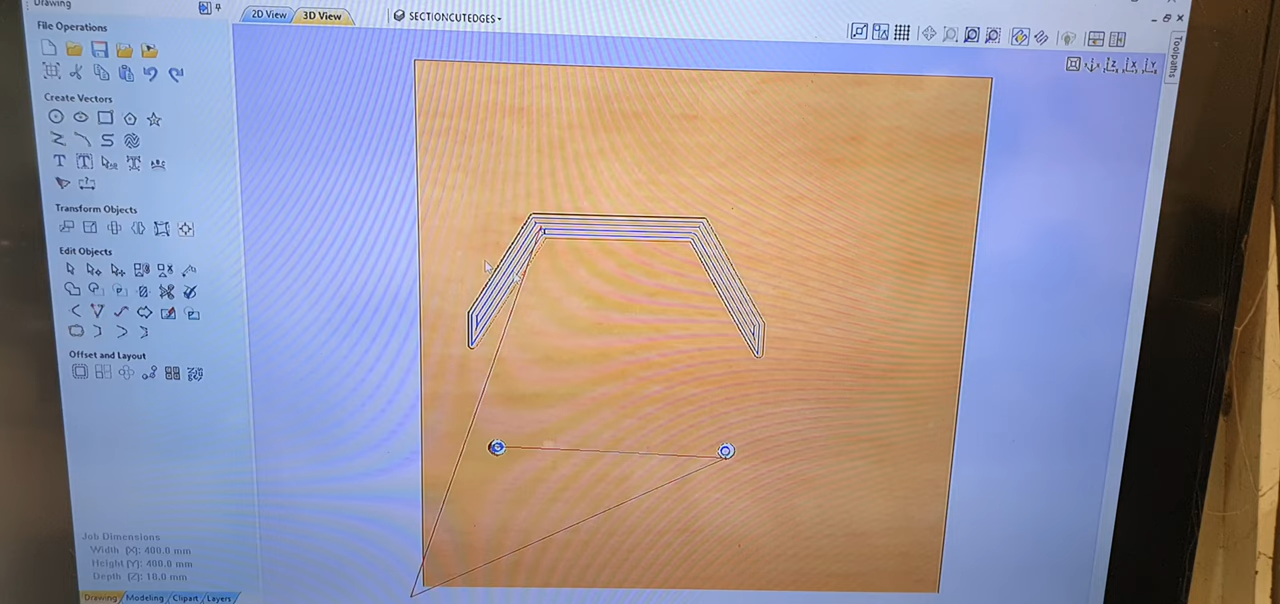 Drawing
File Operations
Create Vectors
Transform Objects
Edit Objects
Offset and Layout
Job Dimensions
Width (X): 400.0 mm
Height (Y): 400.0 mm
Depth (Z): 18.0 mm
Drawing Modeling Clipart Layers
2D View 3D View SECTIONCUTEDGES
Toolpaths